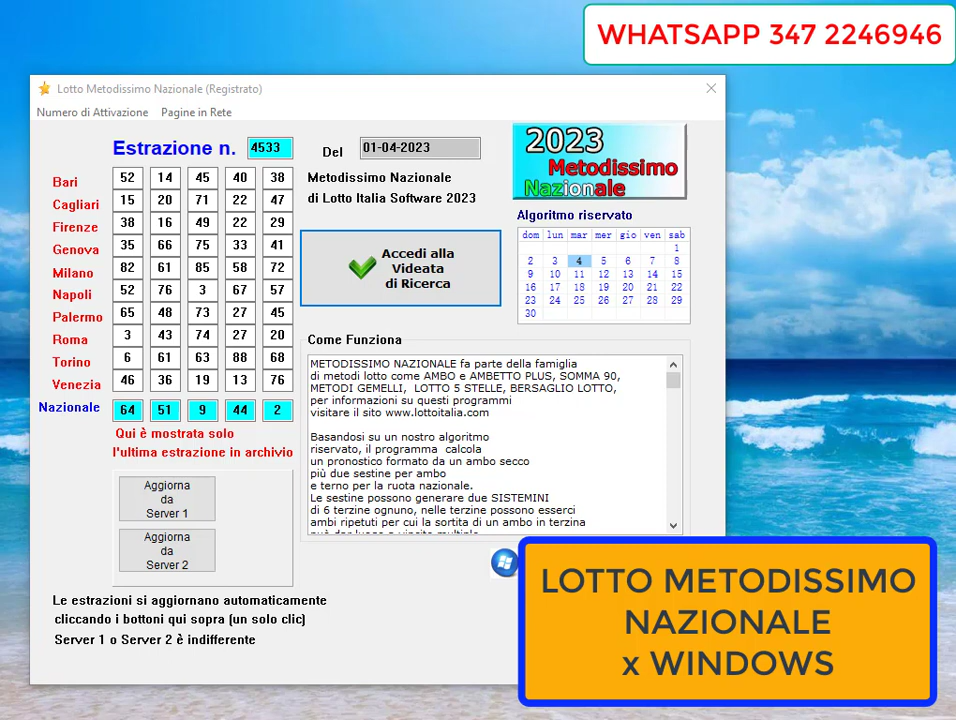 WHATSAPP 347 2246946
Lotto Metodissimo Nazionale (Registrato)
Numero di Attivazione Pagine in Rete
Estrazione n. 4533 Del 01-04-2023
Bari 52 14 45 40 38
Cagliari 15 20 71 22 47
Firenze 38 16 49 22 29
Genova 35 66 75 33 41
Milano 82 61 85 58 72
Napoli 52 76 3 67 57
Palermo 65 48 73 27 45
Roma 3 43 74 27 20
Torino 6 61 63 88 68
Venezia 46 36 19 13 76
Nazionale 64 51 9 44 2
Qui è mostrata solo
l'ultima estrazione in archivio
Aggiorna
da
Server 1
Aggiorna
da
Server 2
Le estrazioni si aggiornano automaticamente
cliccando i bottoni qui sopra (un solo clic)
Server 1 o Server 2 è indifferente
Metodissimo Nazionale
di Lotto Italia Software 2023
Accedi alla
Videata
di Ricerca
2023
Metodissimo
Nazionale
Algoritmo riservato
dom lun mar mer gio ven sab
1
2 3 4 5 6 7 8
9 10 11 12 13 14 15
16 17 18 19 20 21 22
23 24 25 26 27 28 29
30
Come Funziona
METODISSIMO NAZIONALE fa parte della famiglia
di metodi lotto come AMBO e AMBETTO PLUS, SOMMA 90,
METODI GEMELLI, LOTTO 5 STELLE, BERSAGLIO LOTTO,
per informazioni su questi programmi
visitare il sito www.lottoitalia.com
Basandosi su un nostro algoritmo
riservato, il programma calcola
un pronostico formato da un ambo secco
più due sestine per ambo
e terno per la ruota nazionale.
Le sestine possono generare due SISTEMINI
di 6 terzine ognuno, nelle terzine possono esserci
ambi ripetuti per cui la sortita di un ambo in terzina
LOTTO METODISSIMO
NAZIONALE
x WINDOWS